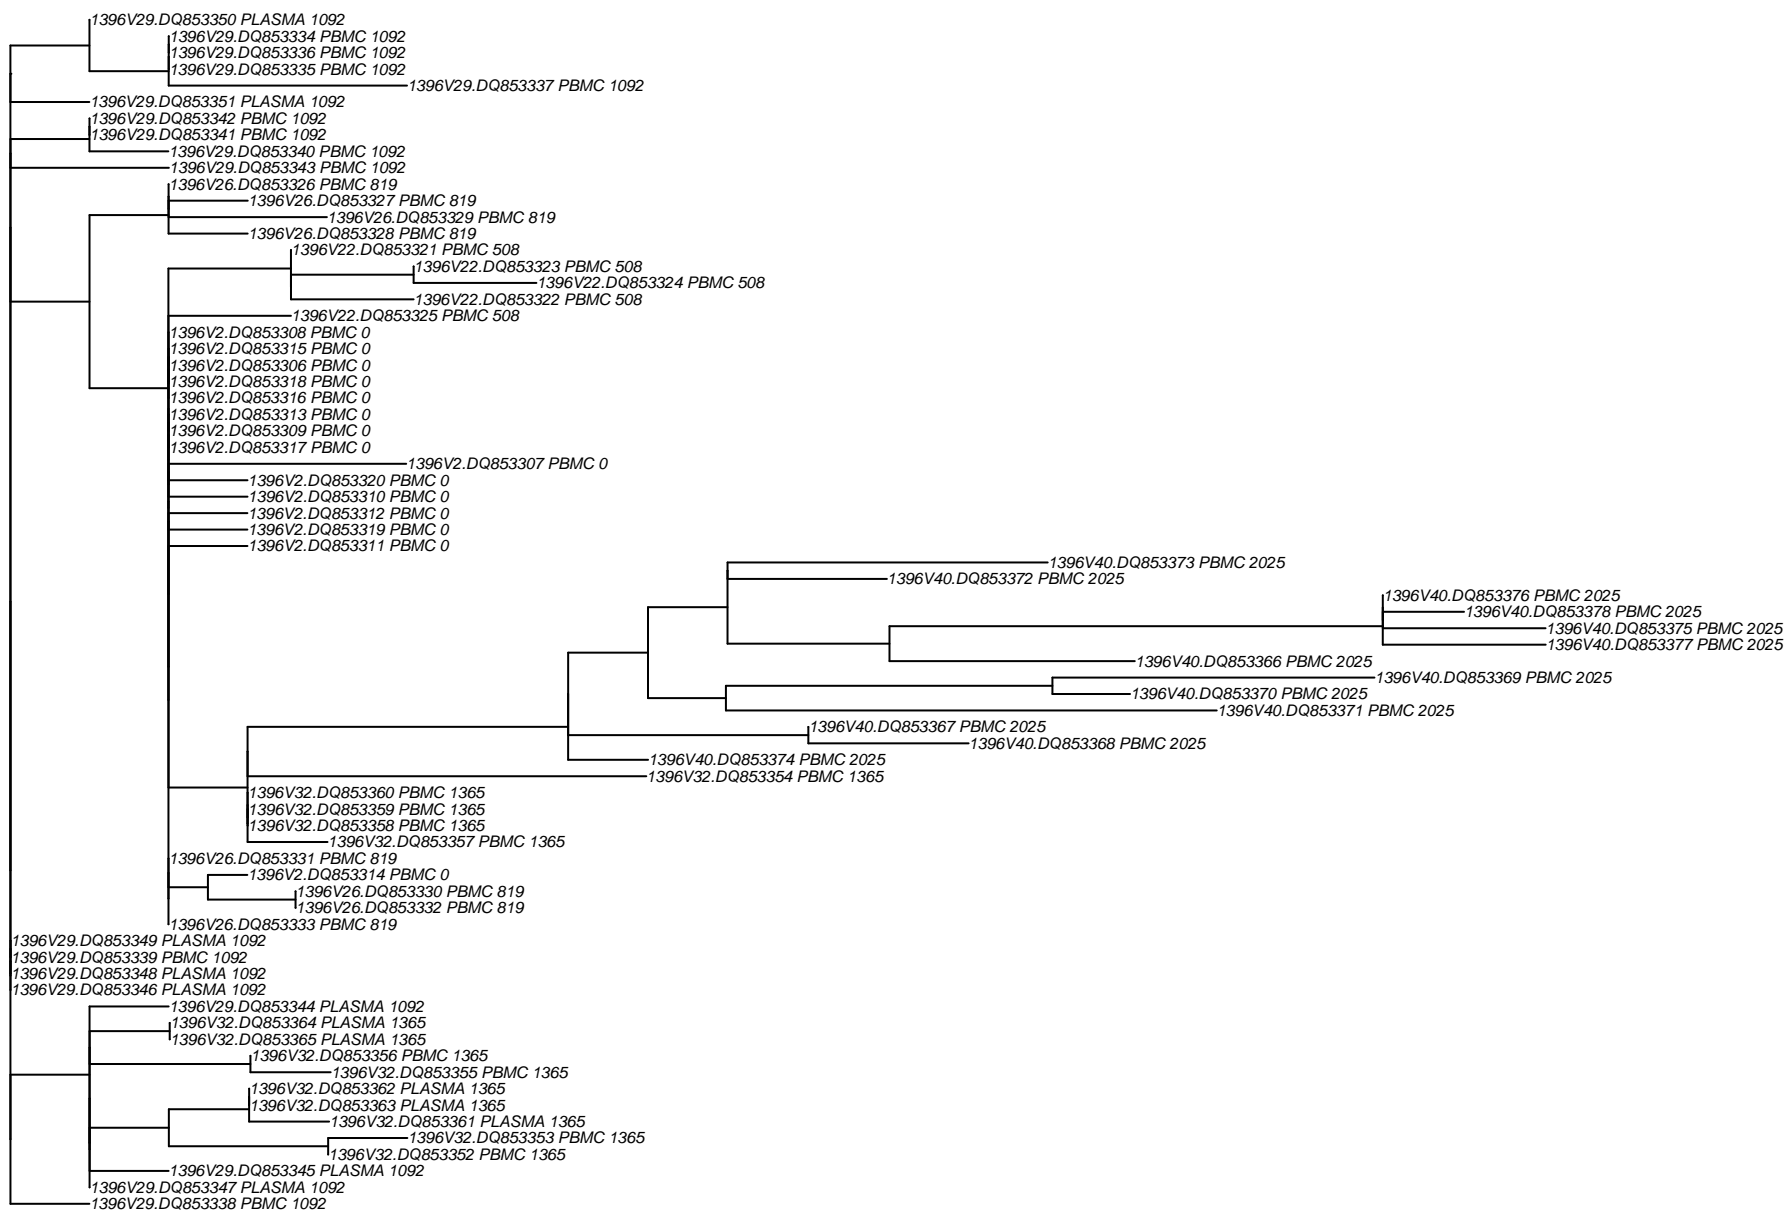 1396V29.DQ853350 PLASMA 1092
1396V29.DQ853334 PBMC 1092
1396V29.DQ853336 PBMC 1092
1396V29.DQ853335 PBMC 1092
1396V29.DQ853337 PBMC 1092
1396V29.DQ853351 PLASMA 1092
1396V29.DQ853342 PBMC 1092
1396V29.DQ853341 PBMC 1092
1396V29.DQ853340 PBMC 1092
1396V29.DQ853343 PBMC 1092
1396V26.DQ853326 PBMC 819
1396V26.DQ853327 PBMC 819
1396V26.DQ853329 PBMC 819
1396V26.DQ853328 PBMC 819
1396V22.DQ853321 PBMC 508
1396V22.DQ853323 PBMC 508
1396V22.DQ853324 PBMC 508
1396V22.DQ853322 PBMC 508
1396V22.DQ853325 PBMC 508
1396V2.DQ853308 PBMC 0
1396V2.DQ853315 PBMC 0
1396V2.DQ853306 PBMC 0
1396V2.DQ853318 PBMC 0
1396V2.DQ853316 PBMC 0
1396V2.DQ853313 PBMC 0
1396V2.DQ853309 PBMC 0
1396V2.DQ853317 PBMC 0
1396V2.DQ853307 PBMC 0
1396V2.DQ853320 PBMC 0
1396V2.DQ853310 PBMC 0
1396V2.DQ853312 PBMC 0
1396V2.DQ853319 PBMC 0
1396V2.DQ853311 PBMC 0
1396V40.DQ853373 PBMC 2025
1396V40.DQ853372 PBMC 2025
1396V40.DQ853376 PBMC 2025
1396V40.DQ853378 PBMC 2025
1396V40.DQ853375 PBMC 2025
1396V40.DQ853377 PBMC 2025
1396V40.DQ853366 PBMC 2025
1396V40.DQ853369 PBMC 2025
1396V40.DQ853370 PBMC 2025
1396V40.DQ853371 PBMC 2025
1396V40.DQ853367 PBMC 2025
1396V40.DQ853368 PBMC 2025
1396V40.DQ853374 PBMC 2025
1396V32.DQ853354 PBMC 1365
1396V32.DQ853360 PBMC 1365
1396V32.DQ853359 PBMC 1365
1396V32.DQ853358 PBMC 1365
1396V32.DQ853357 PBMC 1365
1396V26.DQ853331 PBMC 819
1396V2.DQ853314 PBMC 0
1396V26.DQ853330 PBMC 819
1396V26.DQ853332 PBMC 819
1396V26.DQ853333 PBMC 819
1396V29.DQ853349 PLASMA 1092
1396V29.DQ853339 PBMC 1092
1396V29.DQ853348 PLASMA 1092
1396V29.DQ853346 PLASMA 1092
1396V29.DQ853344 PLASMA 1092
1396V32.DQ853364 PLASMA 1365
1396V32.DQ853365 PLASMA 1365
1396V32.DQ853356 PBMC 1365
1396V32.DQ853355 PBMC 1365
1396V32.DQ853362 PLASMA 1365
1396V32.DQ853363 PLASMA 1365
1396V32.DQ853361 PLASMA 1365
1396V32.DQ853353 PBMC 1365
1396V32.DQ853352 PBMC 1365
1396V29.DQ853345 PLASMA 1092
1396V29.DQ853347 PLASMA 1092
1396V29.DQ853338 PBMC 1092